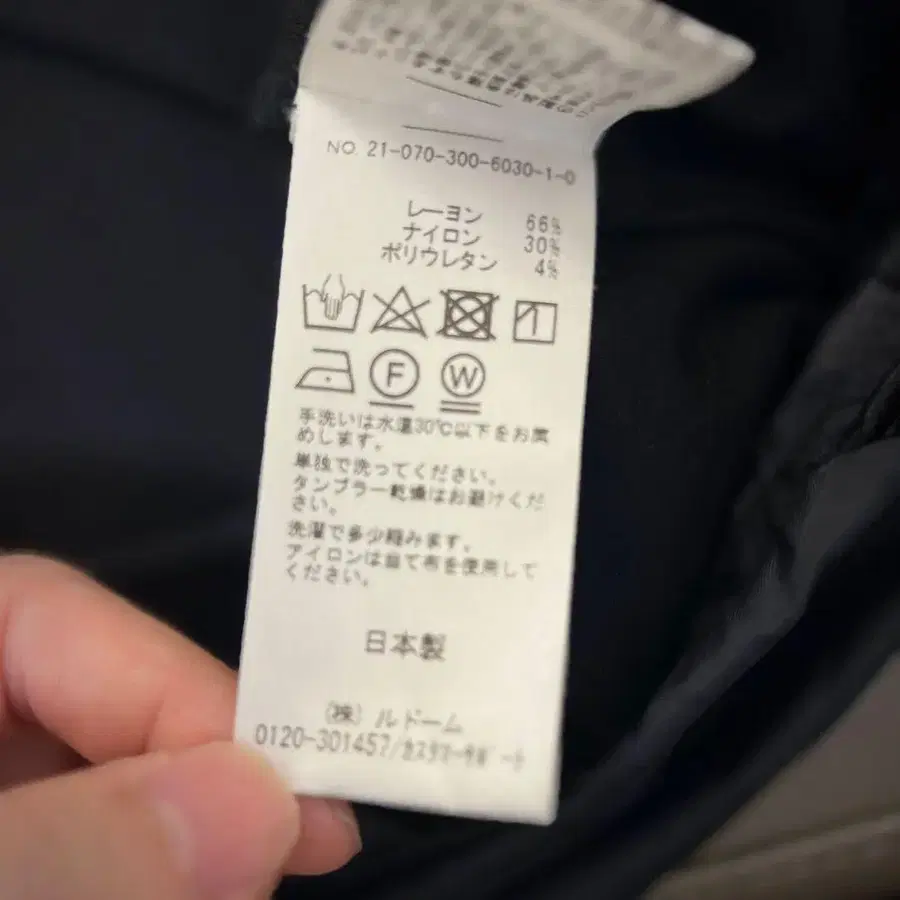 NO. 21-070-300-6030-1-0
レーヨン 66%
ナイロン 30%
ポリウレタン 4%
F W
手洗いは水温30℃以下をお薦
めします。
単独で洗ってください。
タンブラー乾燥はお避けくだ
さい。
洗濯で多少縮みます。
アイロンは当て布を使用して
ください。
日本製
(株) ルドーム
0120-301457/カスタマーサポート